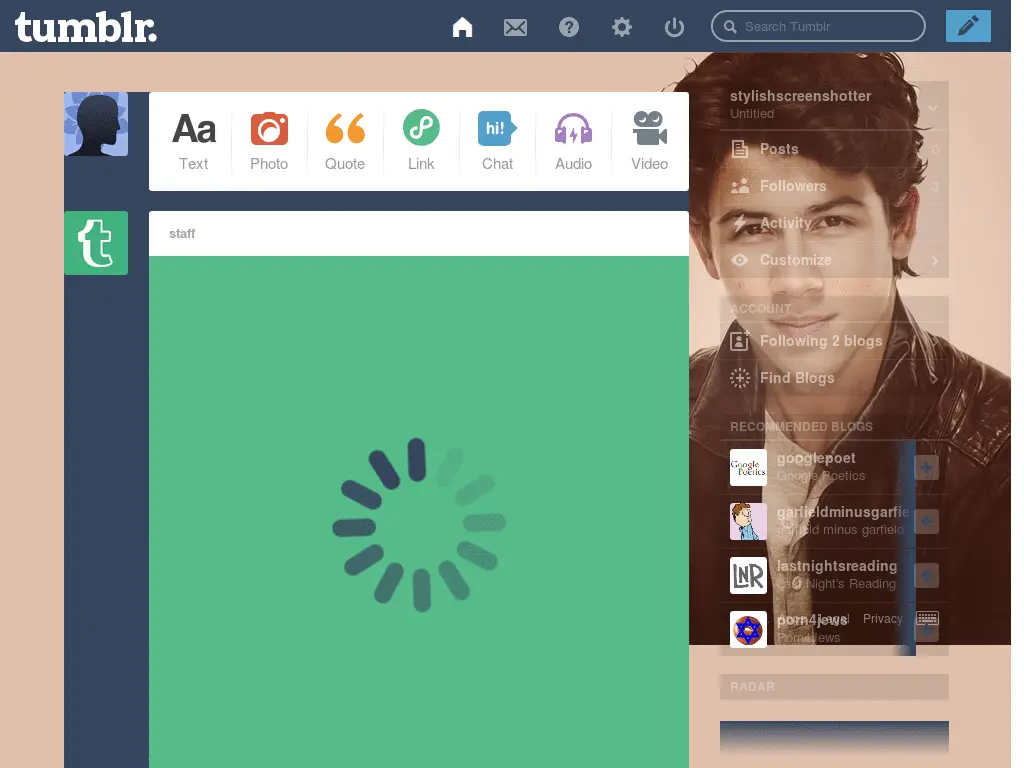 tumblr.
Search Tumblr
Aa
hi!
Text
Photo
Quote
Link
Chat
Audio
Video
staff
stylishscreenshotter
Untitled
Posts 0
Followers 3
Activity
Customize
ACCOUNT
Following 2 blogs
Find Blogs
RECOMMENDED BLOGS
Google Poetics
googlepoet
Google Poetics
garfieldminusgarfie
garfield minus garfield
LNR
lastnightsreading
Last Night's Reading
porn4jews
Porn4Jews
Legal
Privacy
RADAR